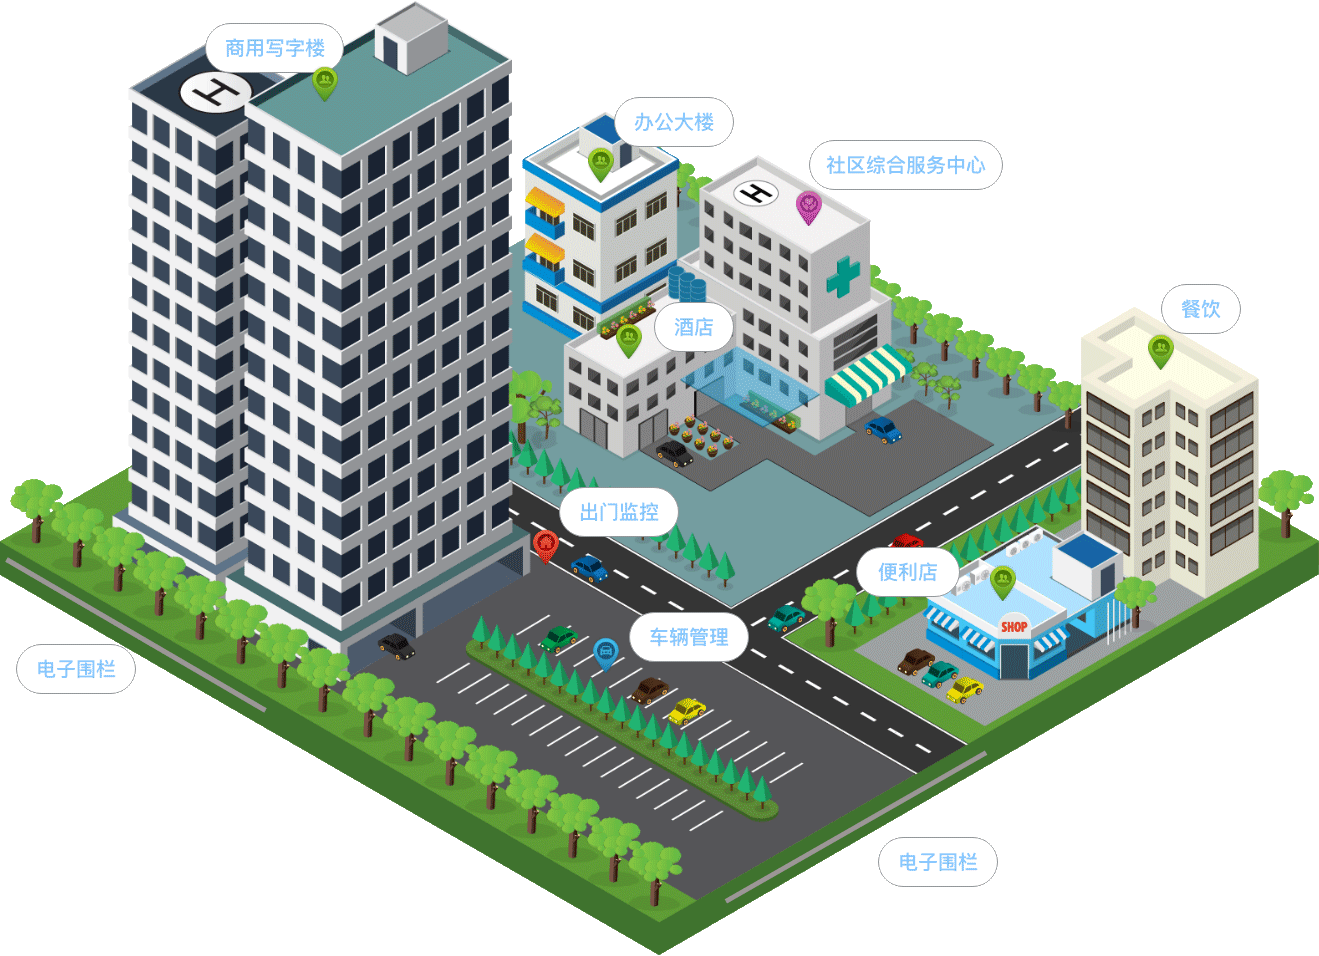 商用写字楼
办公大楼
社区综合服务中心
H
H
餐饮
酒店
出门监控
便利店
SHOP
车辆管理
电子围栏
电子围栏